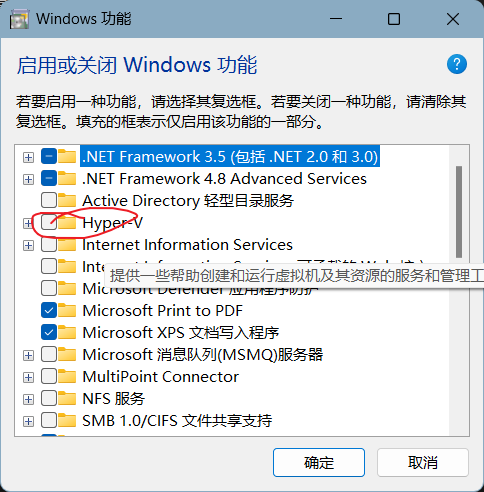 Windows 功能
启用或关闭 Windows 功能
?
若要启用一种功能，请选择其复选框。若要关闭一种功能，请清除其
复选框。填充的框表示仅启用该功能的一部分。
.NET Framework 3.5 (包括 .NET 2.0 和 3.0)
.NET Framework 4.8 Advanced Services
Active Directory 轻型目录服务
Hyper-V
Internet Information Services
提供一些帮助创建和运行虚拟机及其资源的服务和管理工
Microsoft Defender 应用程序防护
Microsoft Print to PDF
Microsoft XPS 文档写入程序
Microsoft 消息队列(MSMQ)服务器
MultiPoint Connector
NFS 服务
SMB 1.0/CIFS 文件共享支持
确定
取消